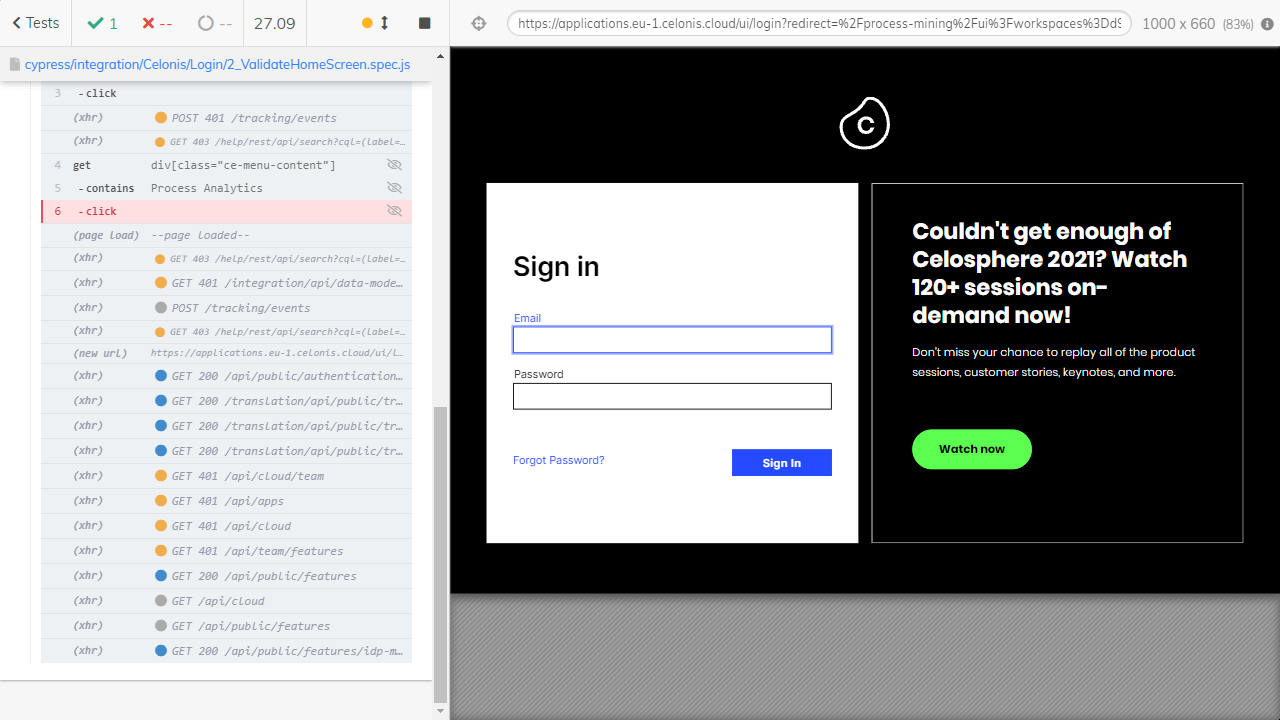 Tests
1
--
--
27.09
https://applications.eu-1.celonis.cloud/ui/login?redirect=%2Fprocess-mining%2Fui%3Fworkspaces%3Dd
1000 x 660 (83%)
cypress/integration/Celonis/Login/2_ValidateHomeScreen.spec.js
3 - click
(xhr) POST 401 /tracking/events
(xhr) GET 403 /help/rest/api/search?cql=(label=…
4 get div[class="ce-menu-content"]
5 - contains Process Analytics
6 - click
(page load) --page loaded--
(xhr) GET 403 /help/rest/api/search?cql=(label=…
(xhr) GET 401 /integration/api/data-mode…
(xhr) POST /tracking/events
(xhr) GET 403 /help/rest/api/search?cql=(label=…
(new url) https://applications.eu-1.celonis.cloud/ui/l…
(xhr) GET 200 /api/public/authentication…
(xhr) GET 200 /translation/api/public/tr…
(xhr) GET 200 /translation/api/public/tr…
(xhr) GET 200 /translation/api/public/tr…
(xhr) GET 401 /api/cloud/team
(xhr) GET 401 /api/apps
(xhr) GET 401 /api/cloud
(xhr) GET 401 /api/team/features
(xhr) GET 200 /api/public/features
(xhr) GET /api/cloud
(xhr) GET /api/public/features
(xhr) GET 200 /api/public/features/idp-m…
C
Sign in
Email
Password
Forgot Password?
Sign In
Couldn't get enough of
Celosphere 2021? Watch
120+ sessions on-
demand now!
Don't miss your chance to replay all of the product
sessions, customer stories, keynotes, and more.
Watch now